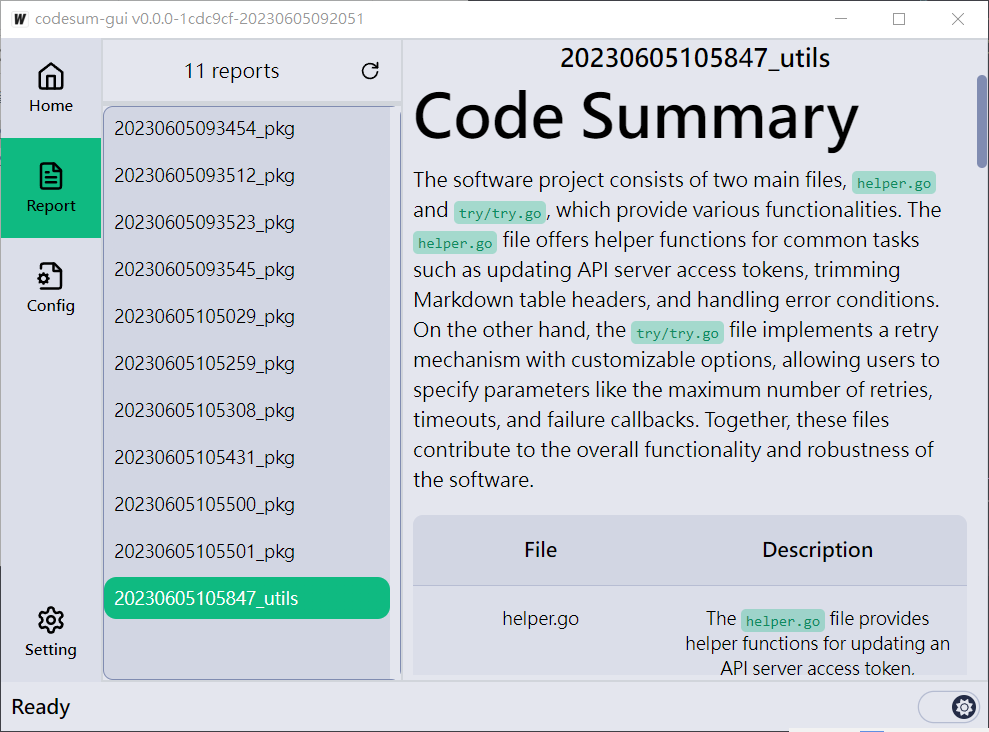 W codesum-gui v0.0.0-1cdc9cf-20230605092051
Home
Report
Config
Setting
11 reports
20230605093454_pkg
20230605093512_pkg
20230605093523_pkg
20230605093545_pkg
20230605105029_pkg
20230605105259_pkg
20230605105308_pkg
20230605105431_pkg
20230605105500_pkg
20230605105501_pkg
20230605105847_utils
20230605105847_utils
Code Summary
The software project consists of two main files, helper.go
and try/try.go, which provide various functionalities. The
helper.go file offers helper functions for common tasks
such as updating API server access tokens, trimming
Markdown table headers, and handling error conditions.
On the other hand, the try/try.go file implements a retry
mechanism with customizable options, allowing users to
specify parameters like the maximum number of retries,
timeouts, and failure callbacks. Together, these files
contribute to the overall functionality and robustness of
the software.
File Description
helper.go
The helper.go file provides
helper functions for updating an
API server access token.
Ready